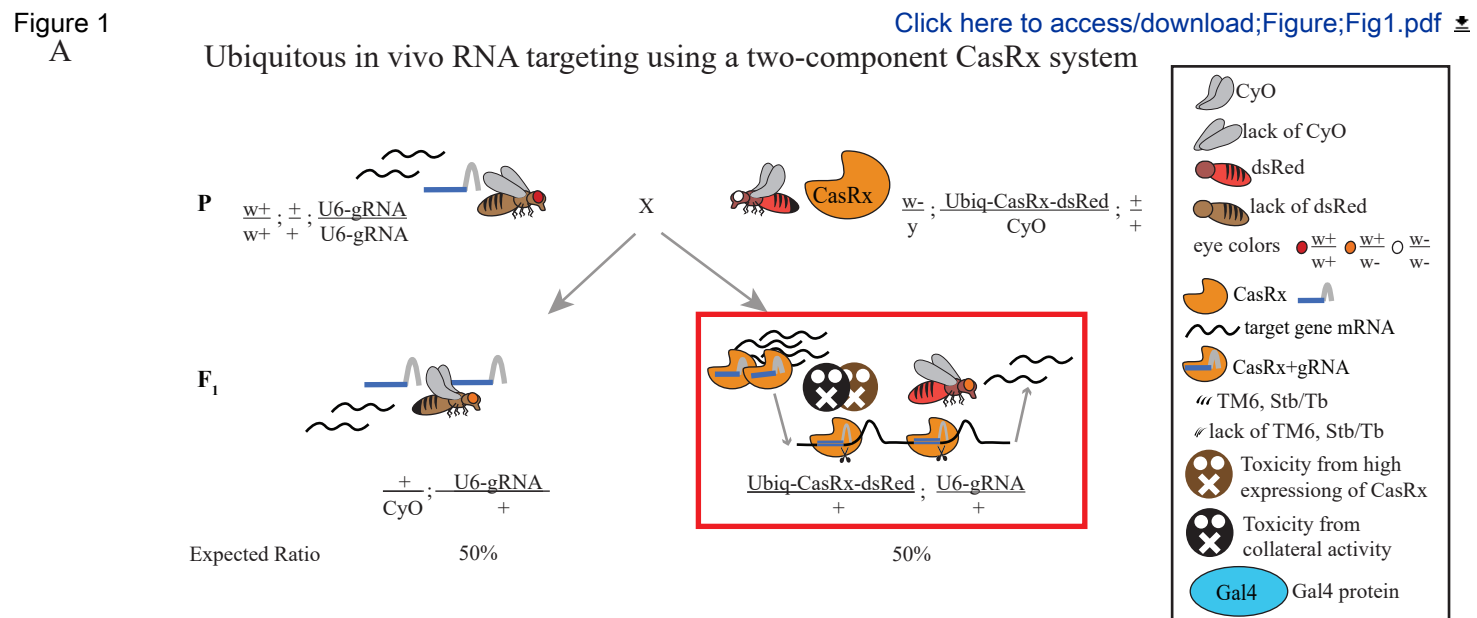 Figure 1
Click here to access/download;Figure;Fig1.pdf
A
Ubiquitous in vivo RNA targeting using a two-component CasRx system
P
w+ ; + ; U6-gRNA
w+ + U6-gRNA
X
CasRx
w- ; Ubiq-CasRx-dsRed ; +
y CyO +
F1
+ ; U6-gRNA
CyO +
Ubiq-CasRx-dsRed ; U6-gRNA
+ +
Expected Ratio
50%
50%
CyO
lack of CyO
dsRed
lack of dsRed
eye colors w+ w+ w-
w+ w- w-
CasRx
target gene mRNA
CasRx+gRNA
TM6, Stb/Tb
lack of TM6, Stb/Tb
Toxicity from high
expressiong of CasRx
Toxicity from
collateral activity
Gal4 Gal4 protein